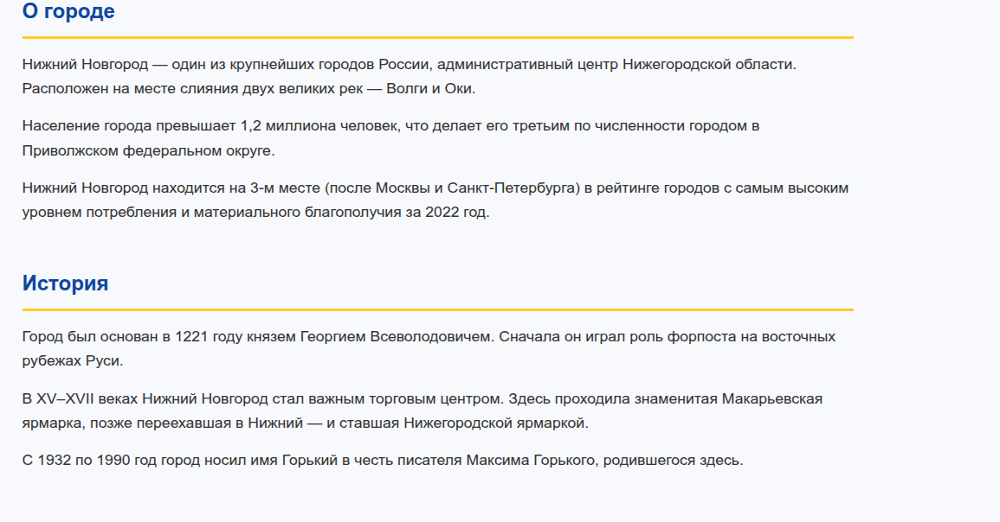 О городе
Нижний Новгород — один из крупнейших городов России, административный центр Нижегородской области.
Расположен на месте слияния двух великих рек — Волги и Оки.
Население города превышает 1,2 миллиона человек, что делает его третьим по численности городом в
Приволжском федеральном округе.
Нижний Новгород находится на 3-м месте (после Москвы и Санкт-Петербурга) в рейтинге городов с самым высоким
уровнем потребления и материального благополучия за 2022 год.
История
Город был основан в 1221 году князем Георгием Всеволодовичем. Сначала он играл роль форпоста на восточных
рубежах Руси.
В XV–XVII веках Нижний Новгород стал важным торговым центром. Здесь проходила знаменитая Макарьевская
ярмарка, позже переехавшая в Нижний — и ставшая Нижегородской ярмаркой.
С 1932 по 1990 год город носил имя Горький в честь писателя Максима Горького, родившегося здесь.